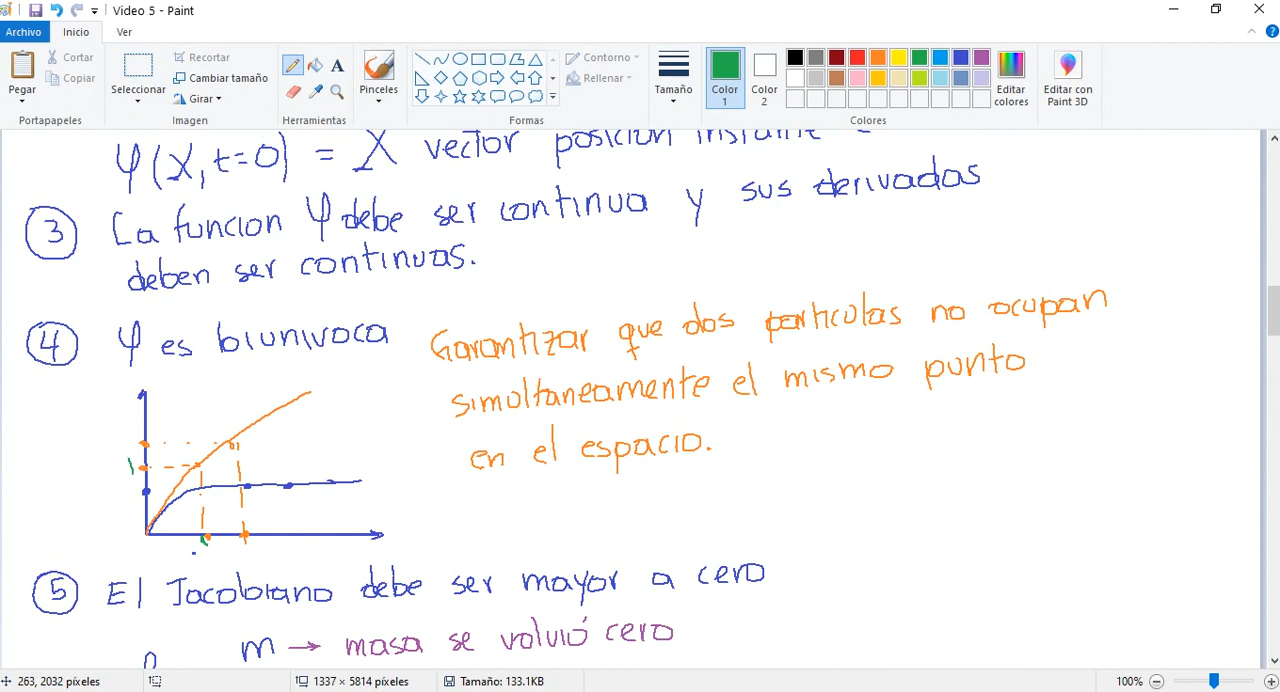 Video 5 - Paint
Archivo Inicio Ver
Pegar
Cortar
Copiar
Portapapeles
Seleccionar
Recortar
Cambiar tamaño
Girar
Imagen
A
Herramientas
Pinceles
Contorno
Rellenar
Formas
Tamaño
Color 1
Color 2
Editar colores
Colores
Editar con Paint 3D
φ(X, t=0) = X vector posicion instante
3 La funcion φ debe ser continua y sus derivadas
deben ser continuas.
4 φ es biunivoca
Garantizar que dos particulas no ocupan
simultaneamente el mismo punto
en el espacio.
5 El Jacobiano debe ser mayor a cero
m → masa se volvió cero
263, 2032 píxeles
1337 × 5814 píxeles
Tamaño: 133.1KB
100%